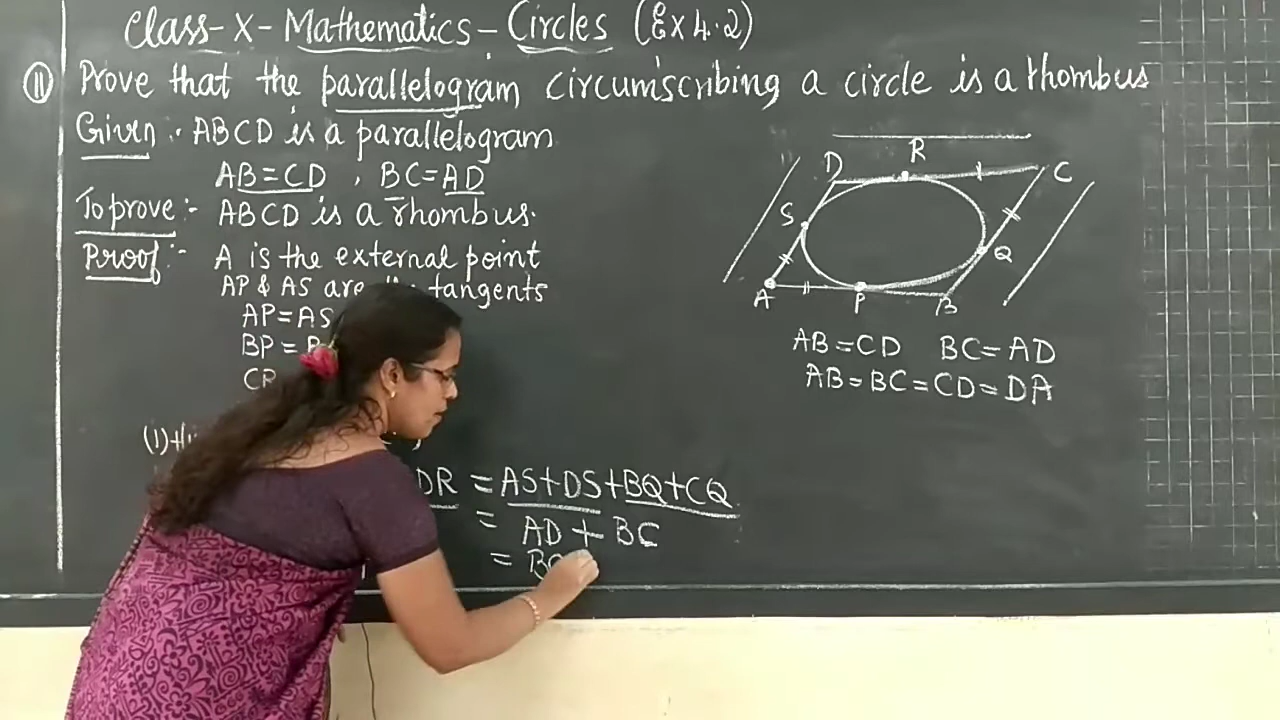 Class-X-Mathematics-Circles (Ex 4.2)
11 Prove that the parallelogram circumscribing a circle is a rhombus
Given :- ABCD is a parallelogram
AB=CD , BC=AD
To prove :- ABCD is a rhombus.
Proof :- A is the external point
AP & AS are tangents
AP=AS
BP =
(1)+
DR = AS+DS+BQ+CQ
= AD + BC
=
D R C
S Q
A P B
AB=CD BC=AD
AB=BC=CD=DA